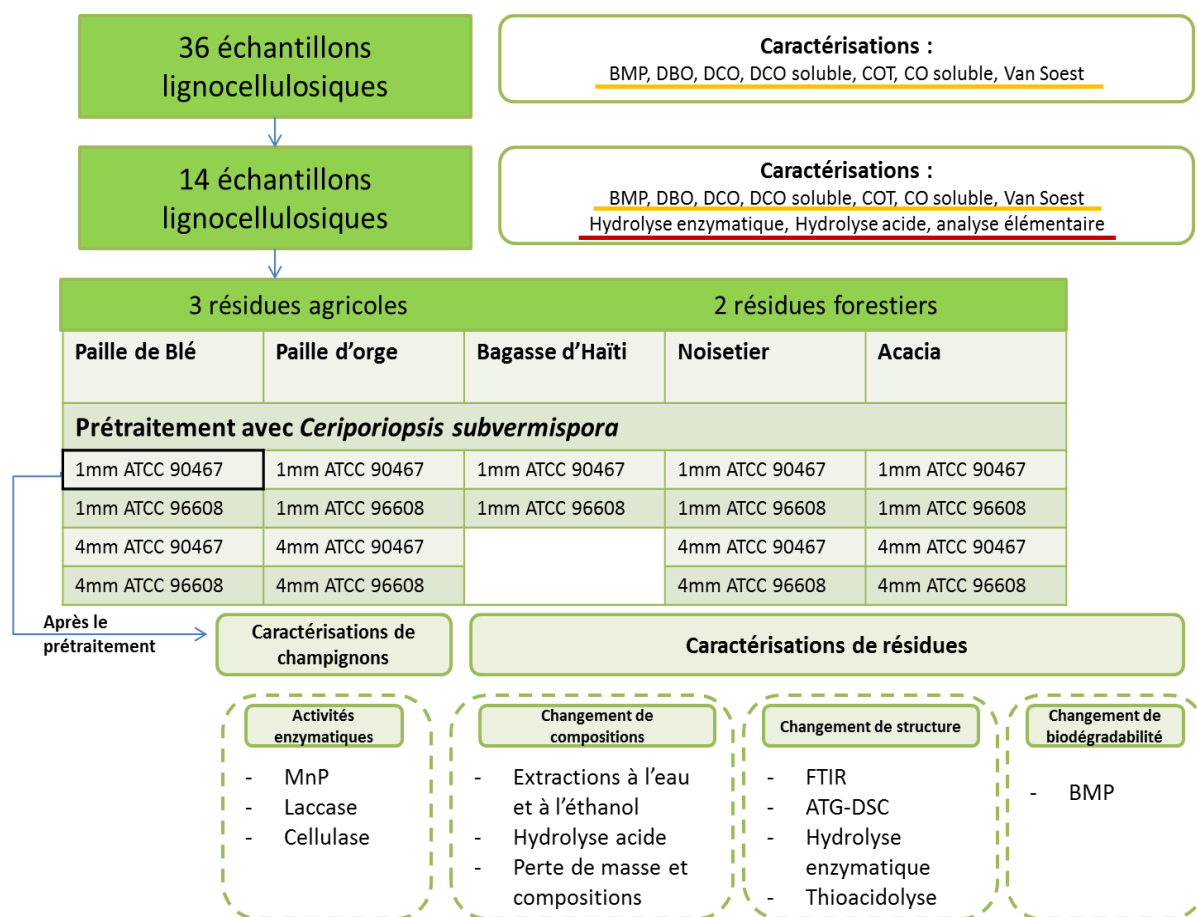 36 échantillons
lignocellulosiques
Caractérisations :
BMP, DBO, DCO, DCO soluble, COT, CO soluble, Van Soest
14 échantillons
lignocellulosiques
Caractérisations :
BMP, DBO, DCO, DCO soluble, COT, CO soluble, Van Soest
Hydrolyse enzymatique, Hydrolyse acide, analyse élémentaire
3 résidues agricoles 2 résidues forestiers
Paille de Blé Paille d'orge Bagasse d'Haïti Noisetier Acacia
Prétraitement avec Ceriporiopsis subvermispora
1mm ATCC 90467 1mm ATCC 90467 1mm ATCC 90467 1mm ATCC 90467 1mm ATCC 90467
1mm ATCC 96608 1mm ATCC 96608 1mm ATCC 96608 1mm ATCC 96608 1mm ATCC 96608
4mm ATCC 90467 4mm ATCC 90467 4mm ATCC 90467 4mm ATCC 90467
4mm ATCC 96608 4mm ATCC 96608 4mm ATCC 96608 4mm ATCC 96608
Après le
prétraitement
Caractérisations de
champignons
Caractérisations de résidues
Activités
enzymatiques
- MnP
- Laccase
- Cellulase
Changement de
compositions
- Extractions à l'eau
et à l'éthanol
- Hydrolyse acide
- Perte de masse et
compositions
Changement de structure
- FTIR
- ATG-DSC
- Hydrolyse
enzymatique
- Thioacidolyse
Changement de
biodégradabilité
- BMP